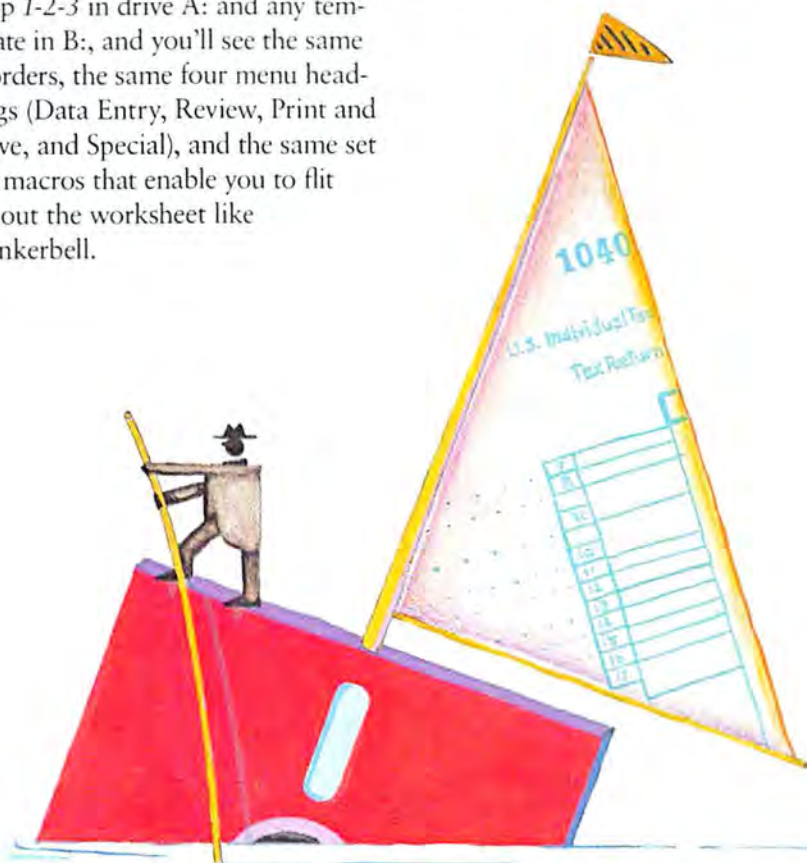 p 1-2-3 in drive A: and any tem-
ate in B:, and you'll see the same
orders, the same four menu head-
gs (Data Entry, Review, Print and
ve, and Special), and the same set
macros that enable you to flit
out the worksheet like
nkerbell.
1040
U.S. Individual Tax
Tax Return